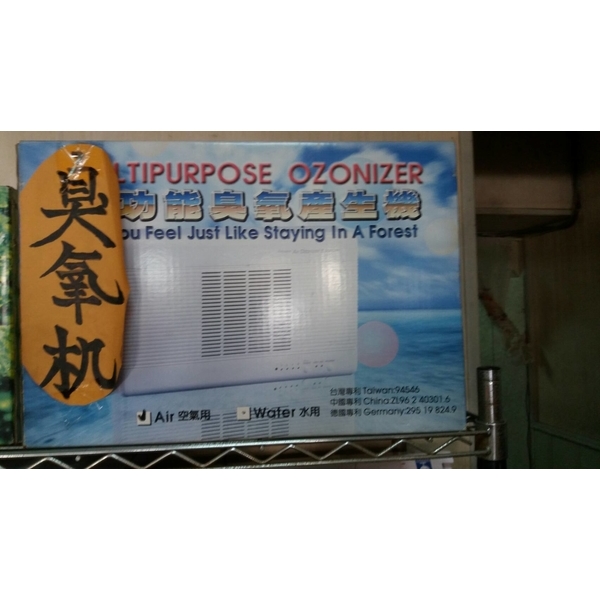 臭氧机
LTIPURPOSE OZONIZER
功能臭氧產生機
ou Feel Just Like Staying In A Forest
Air 空氣用
Water 水用
台灣專利 Taiwan:94546
中國專利 China:ZL96 2 40301.6
德國專利 Germany:295 19 824.9